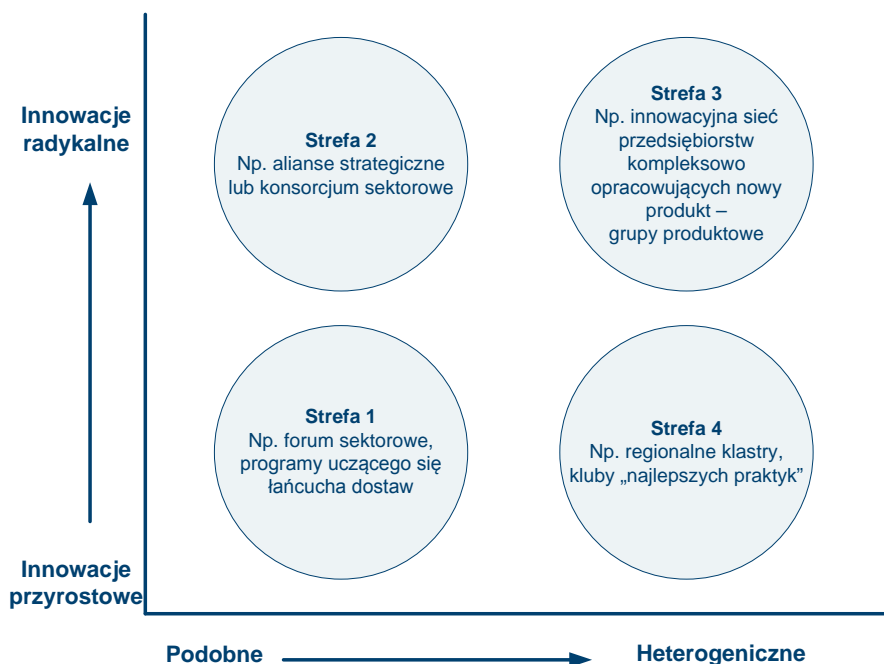 Innowacje
radykalne
Strefa 2
Np. alianse strategiczne
lub konsorcjum sektorowe
Strefa 3
Np. innowacyjna sieć
przedsiębiorstw
kompleksowo
opracowujących nowy
produkt –
grupy produktowe
Strefa 1
Np. forum sektorowe,
programy uczącego się
łańcucha dostaw
Strefa 4
Np. regionalne klastry,
kluby „najlepszych praktyk”
Innowacje
przyrostowe
Podobne
Heterogeniczne